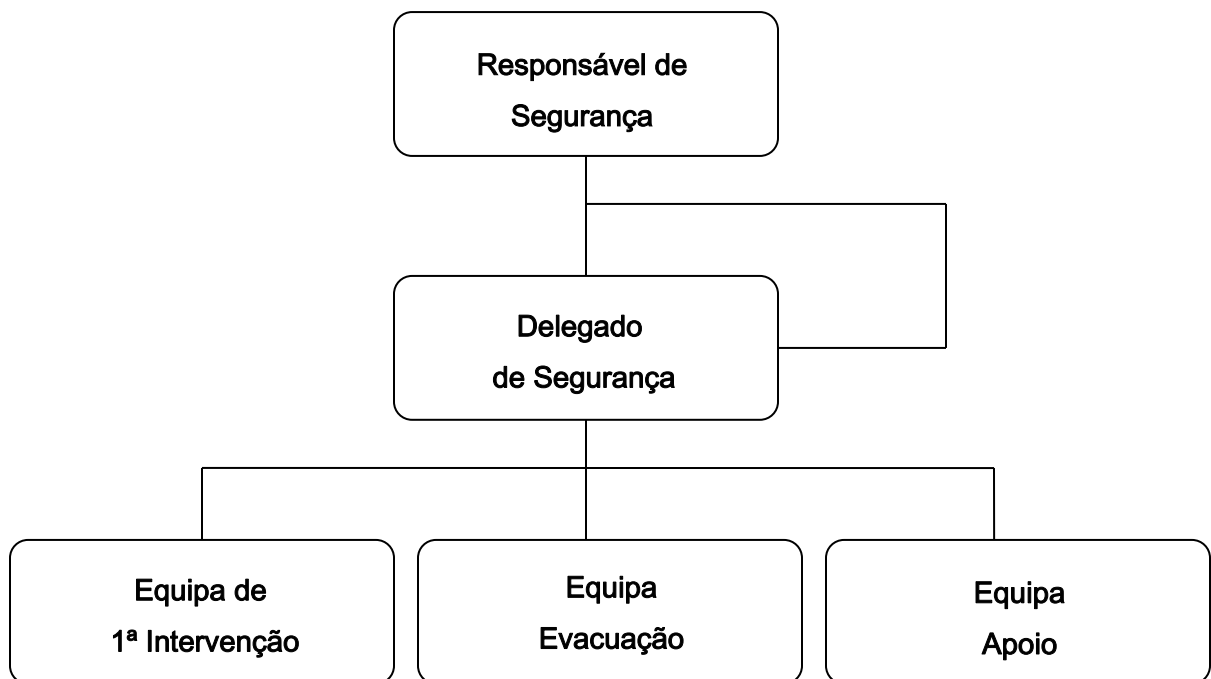 Responsável de
Segurança
Delegado
de Segurança
Equipa de
1ª Intervenção
Equipa
Evacuação
Equipa
Apoio